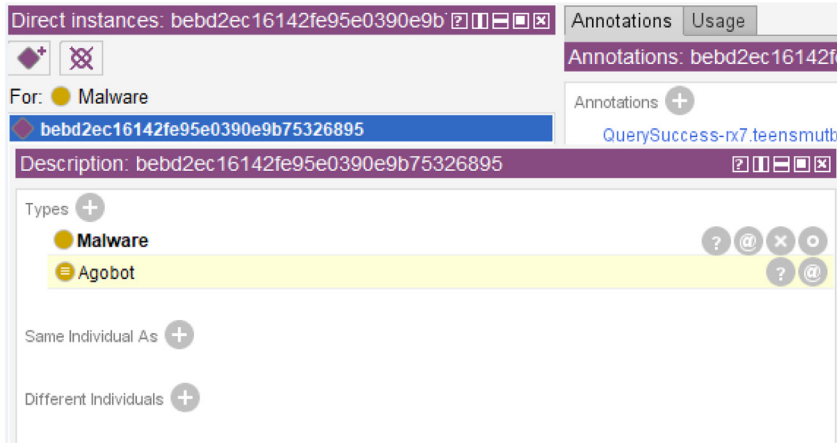 Direct instances: bebd2ec16142fe95e0390e9b
Annotations Usage
Annotations: bebd2ec16142f
For: Malware
Annotations
bebd2ec16142fe95e0390e9b75326895
QuerySuccess-rx7.teensmutb
Description: bebd2ec16142fe95e0390e9b75326895
Types
Malware
Agobot
Same Individual As
Different Individuals